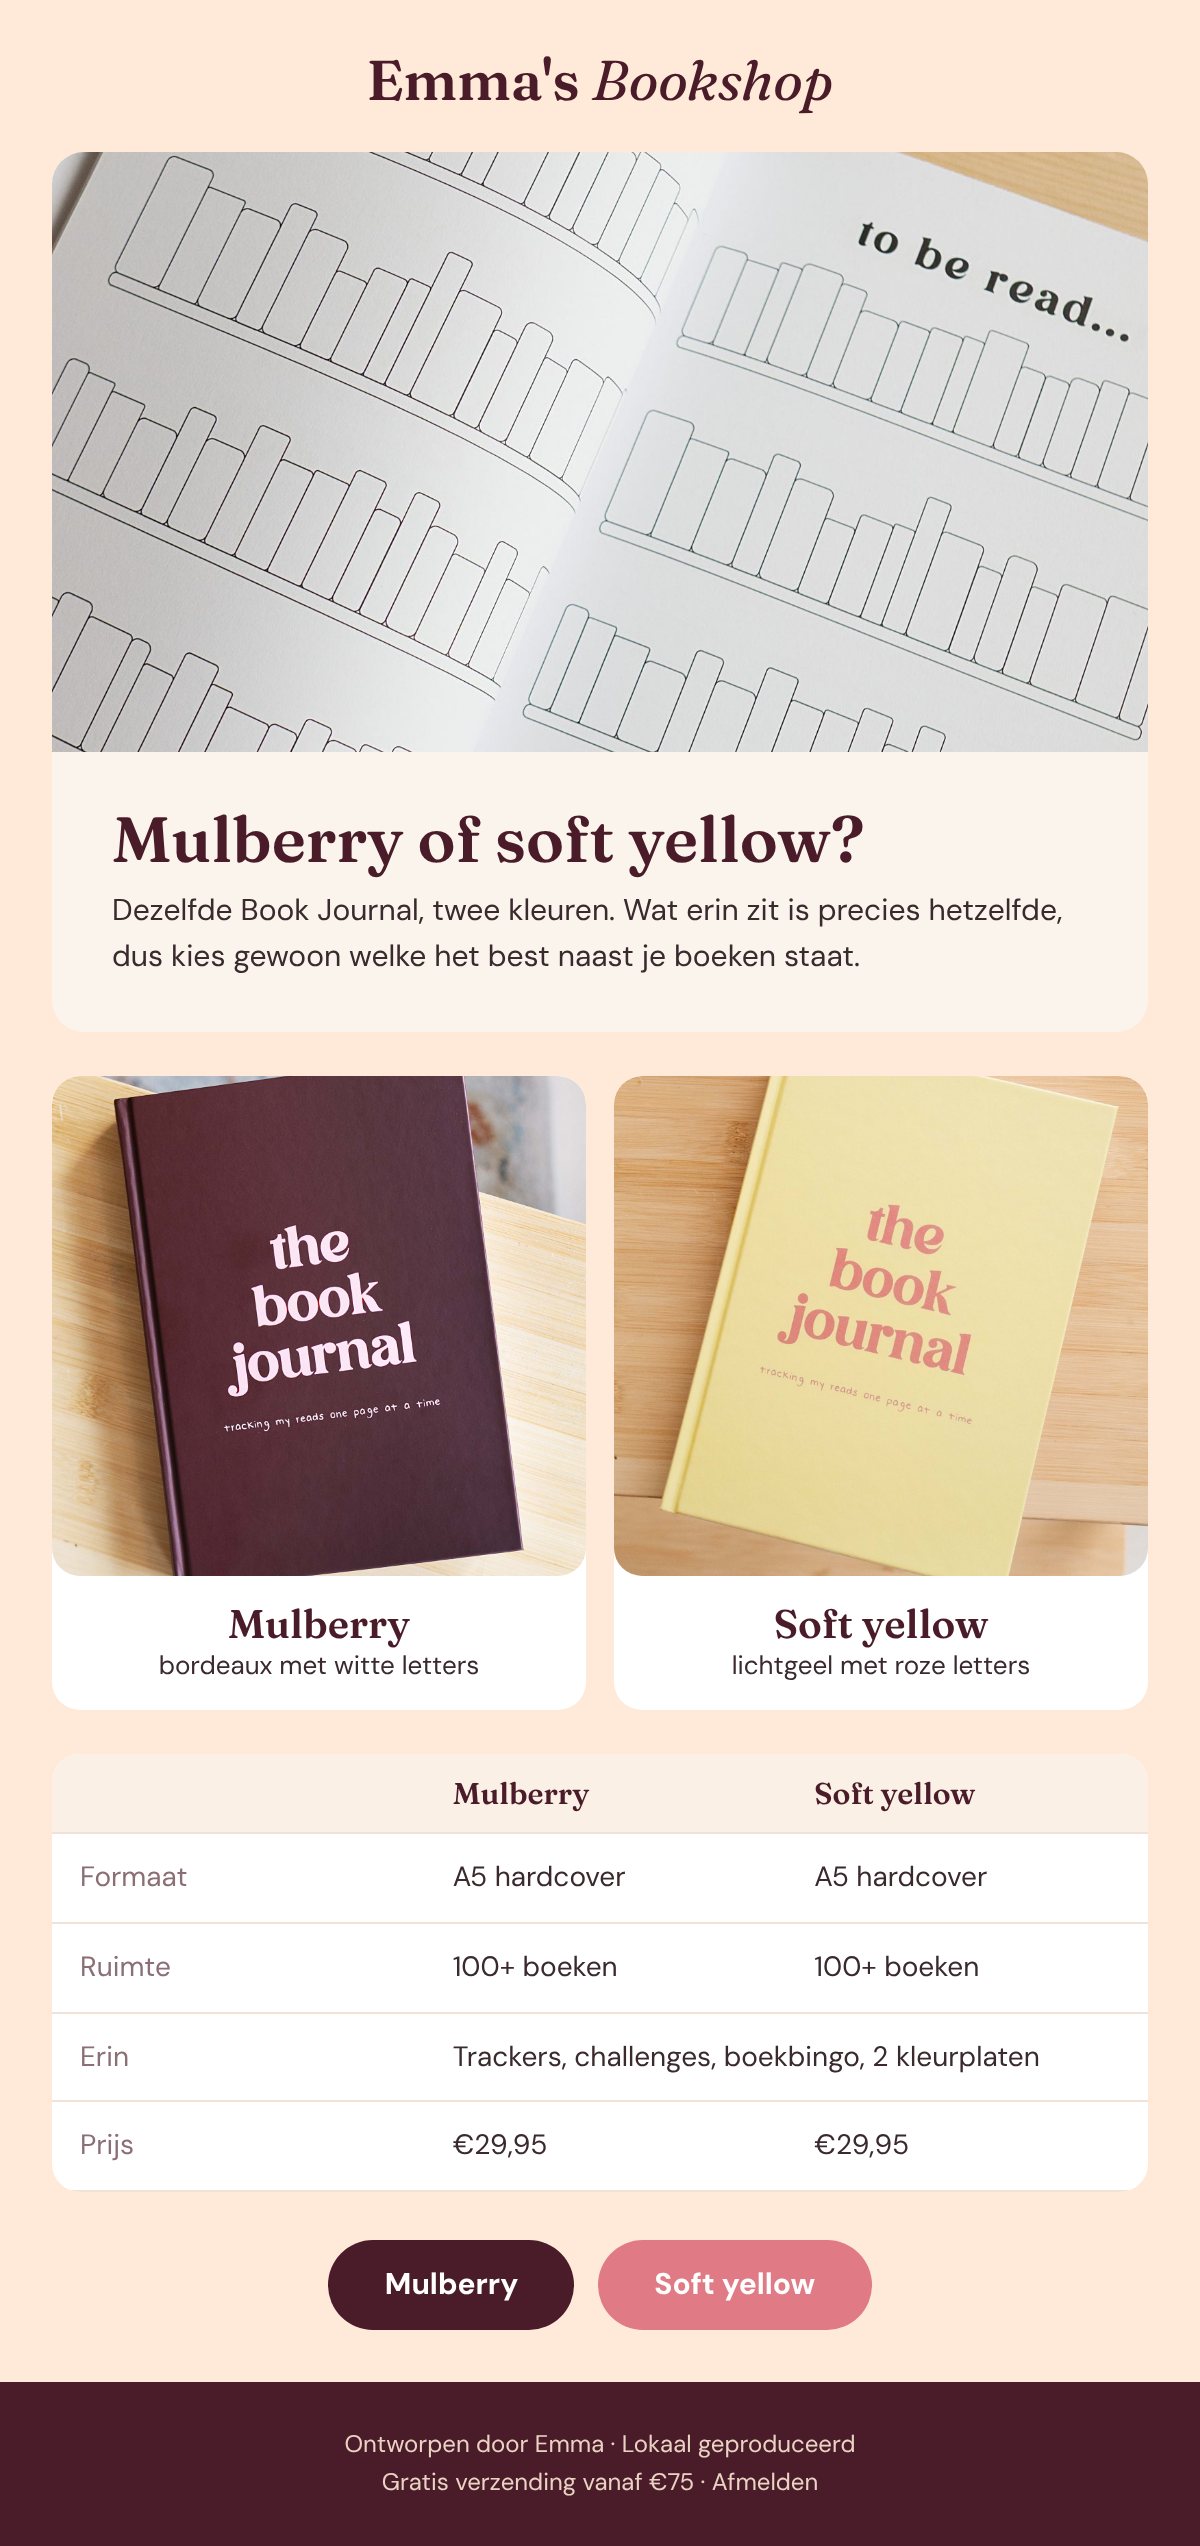 Emma's Bookshop
to be read...
Mulberry of soft yellow?
Dezelfde Book Journal, twee kleuren. Wat erin zit is precies hetzelfde,
dus kies gewoon welke het best naast je boeken staat.
the
book
journal
tracking my reads one page at a time
the
book
journal
tracking my reads one page at a time
Mulberry
bordeaux met witte letters
Soft yellow
lichtgeel met roze letters
Mulberry Soft yellow
Formaat A5 hardcover A5 hardcover
Ruimte 100+ boeken 100+ boeken
Erin Trackers, challenges, boekbingo, 2 kleurplaten
Prijs €29,95 €29,95
Mulberry Soft yellow
Ontworpen door Emma · Lokaal geproduceerd
Gratis verzending vanaf €75 · Afmelden